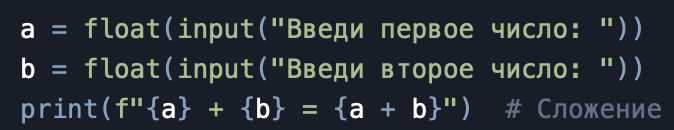 a = float(input("Введи первое число: "))
b = float(input("Введи второе число: "))
print(f"{a} + {b} = {a + b}")  # Сложение